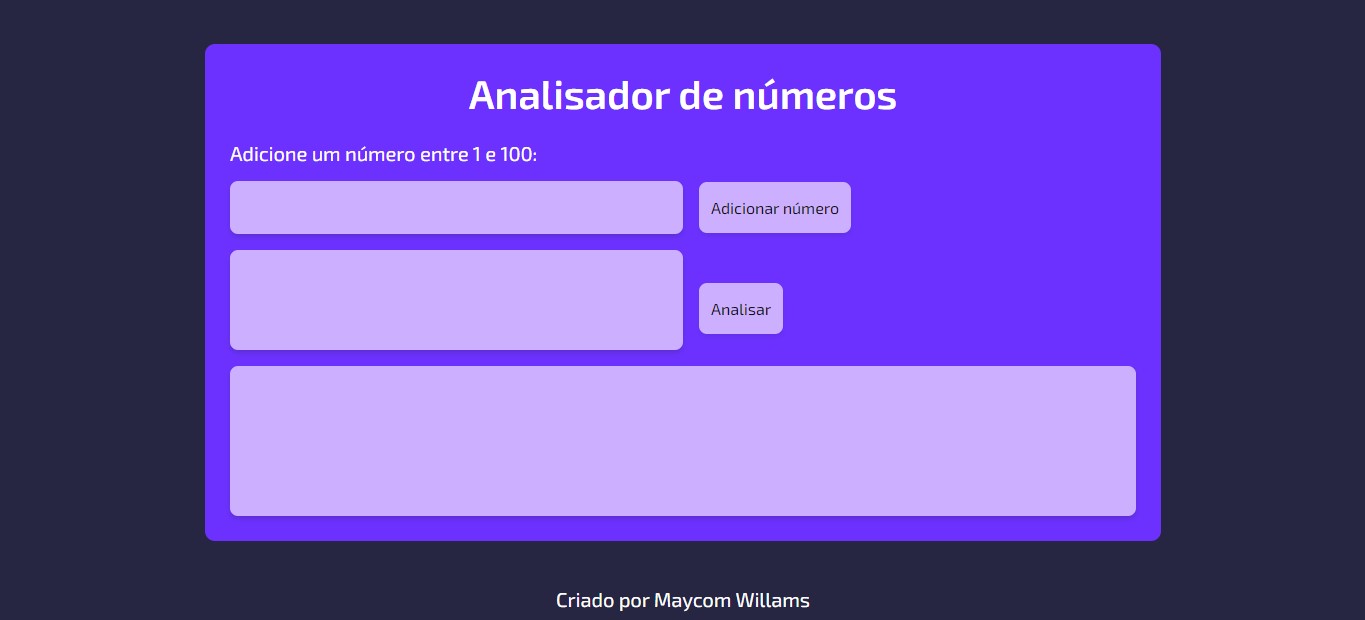 Analisador de números
Adicione um número entre 1 e 100:
Adicionar número
Analisar
Criado por Maycom Willams